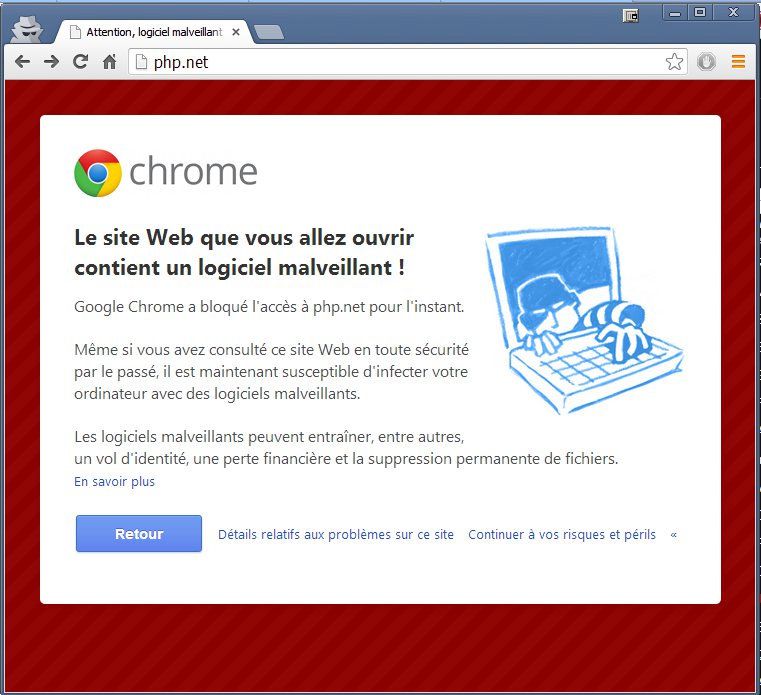 Attention, logiciel malveillant
php.net
chrome
Le site Web que vous allez ouvrir
contient un logiciel malveillant !
Google Chrome a bloqué l'accès à php.net pour l'instant.
Même si vous avez consulté ce site Web en toute sécurité
par le passé, il est maintenant susceptible d'infecter votre
ordinateur avec des logiciels malveillants.
Les logiciels malveillants peuvent entraîner, entre autres,
un vol d'identité, une perte financière et la suppression permanente de fichiers.
En savoir plus
Retour Détails relatifs aux problèmes sur ce site Continuer à vos risques et périls «